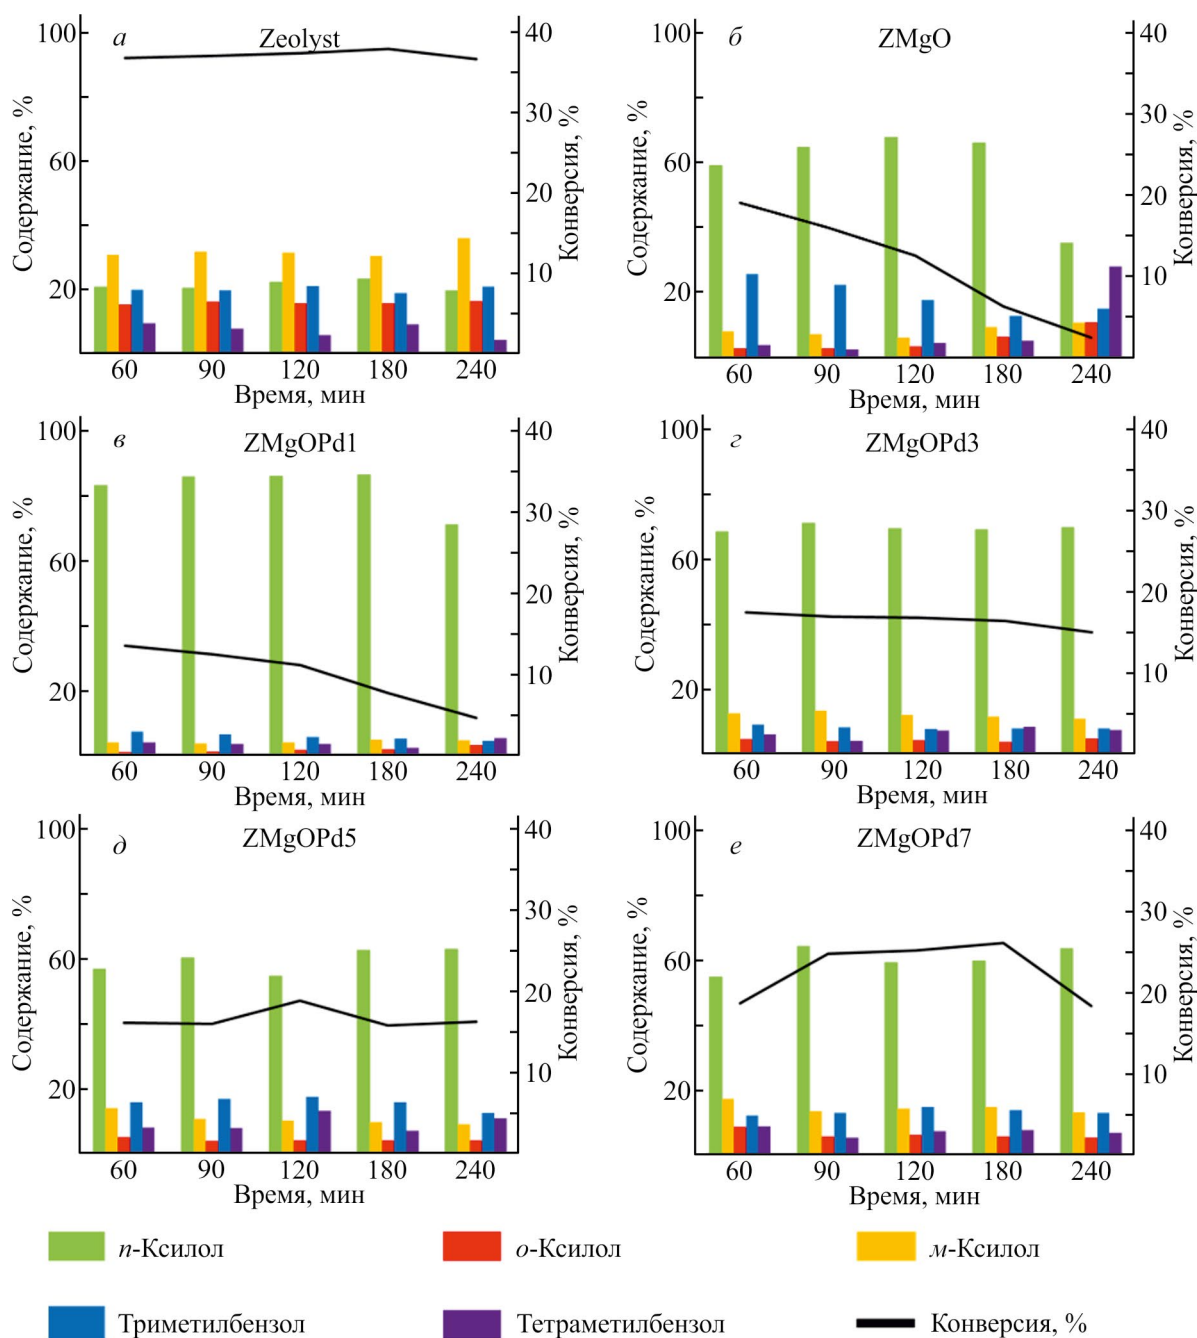 а
Zeolyst
100
60
20
Содержание, %
40
30
20
10
Конверсия, %
60 90 120 180 240
Время, мин
б
ZMgO
100
60
20
Содержание, %
40
30
20
10
Конверсия, %
60 90 120 180 240
Время, мин
в
ZMgOPd1
100
60
20
Содержание, %
40
30
20
10
Конверсия, %
60 90 120 180 240
Время, мин
г
ZMgOPd3
100
60
20
Содержание, %
40
30
20
10
Конверсия, %
60 90 120 180 240
Время, мин
д
ZMgOPd5
100
60
20
Содержание, %
40
30
20
10
Конверсия, %
60 90 120 180 240
Время, мин
е
ZMgOPd7
100
60
20
Содержание, %
40
30
20
10
Конверсия, %
60 90 120 180 240
Время, мин
п-Ксилол
о-Ксилол
м-Ксилол
Триметилбензол
Тетраметилбензол
Конверсия, %